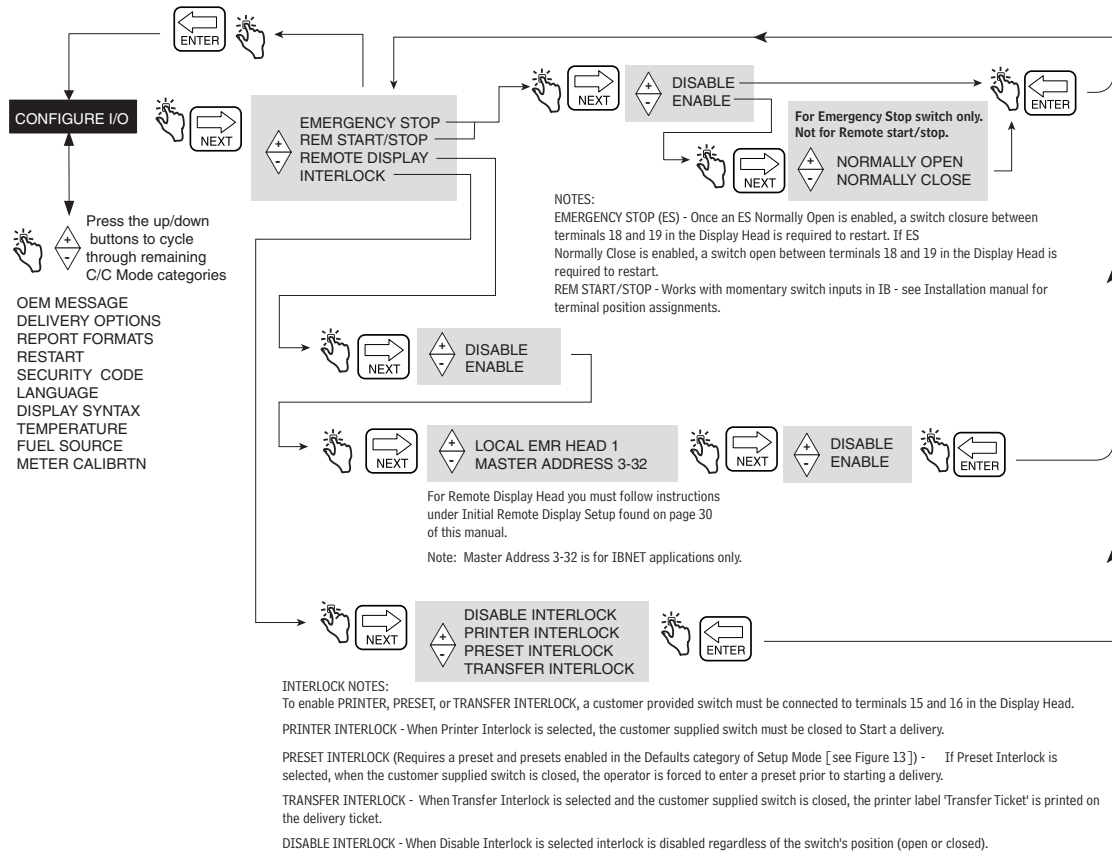 ENTER
CONFIGURE I/O
NEXT
+
-
EMERGENCY STOP
REM START/STOP
REMOTE DISPLAY
INTERLOCK
NEXT
+
-
DISABLE
ENABLE
ENTER
For Emergency Stop switch only.
Not for Remote start/stop.
NEXT
+
-
NORMALLY OPEN
NORMALLY CLOSE
NOTES:
EMERGENCY STOP (ES) - Once an ES Normally Open is enabled, a switch closure between
terminals 18 and 19 in the Display Head is required to restart. If ES
Normally Close is enabled, a switch open between terminals 18 and 19 in the Display Head is
required to restart.
REM START/STOP - Works with momentary switch inputs in IB - see Installation manual for
terminal position assignments.
+
-
Press the up/down
buttons to cycle
through remaining
C/C Mode categories
OEM MESSAGE
DELIVERY OPTIONS
REPORT FORMATS
RESTART
SECURITY CODE
LANGUAGE
DISPLAY SYNTAX
TEMPERATURE
FUEL SOURCE
METER CALIBRTN
NEXT
+
-
DISABLE
ENABLE
NEXT
+
-
LOCAL EMR HEAD 1
MASTER ADDRESS 3-32
NEXT
+
-
DISABLE
ENABLE
ENTER
For Remote Display Head you must follow instructions
under Initial Remote Display Setup found on page 30
of this manual.
Note: Master Address 3-32 is for IBNET applications only.
NEXT
+
-
DISABLE INTERLOCK
PRINTER INTERLOCK
PRESET INTERLOCK
TRANSFER INTERLOCK
ENTER
INTERLOCK NOTES:
To enable PRINTER, PRESET, or TRANSFER INTERLOCK, a customer provided switch must be connected to terminals 15 and 16 in the Display Head.
PRINTER INTERLOCK - When Printer Interlock is selected, the customer supplied switch must be closed to Start a delivery.
PRESET INTERLOCK (Requires a preset and presets enabled in the Defaults category of Setup Mode [see Figure 13]) - If Preset Interlock is
selected, when the customer supplied switch is closed, the operator is forced to enter a preset prior to starting a delivery.
TRANSFER INTERLOCK - When Transfer Interlock is selected and the customer supplied switch is closed, the printer label 'Transfer Ticket' is printed on
the delivery ticket.
DISABLE INTERLOCK - When Disable Interlock is selected interlock is disabled regardless of the switch's position (open or closed).